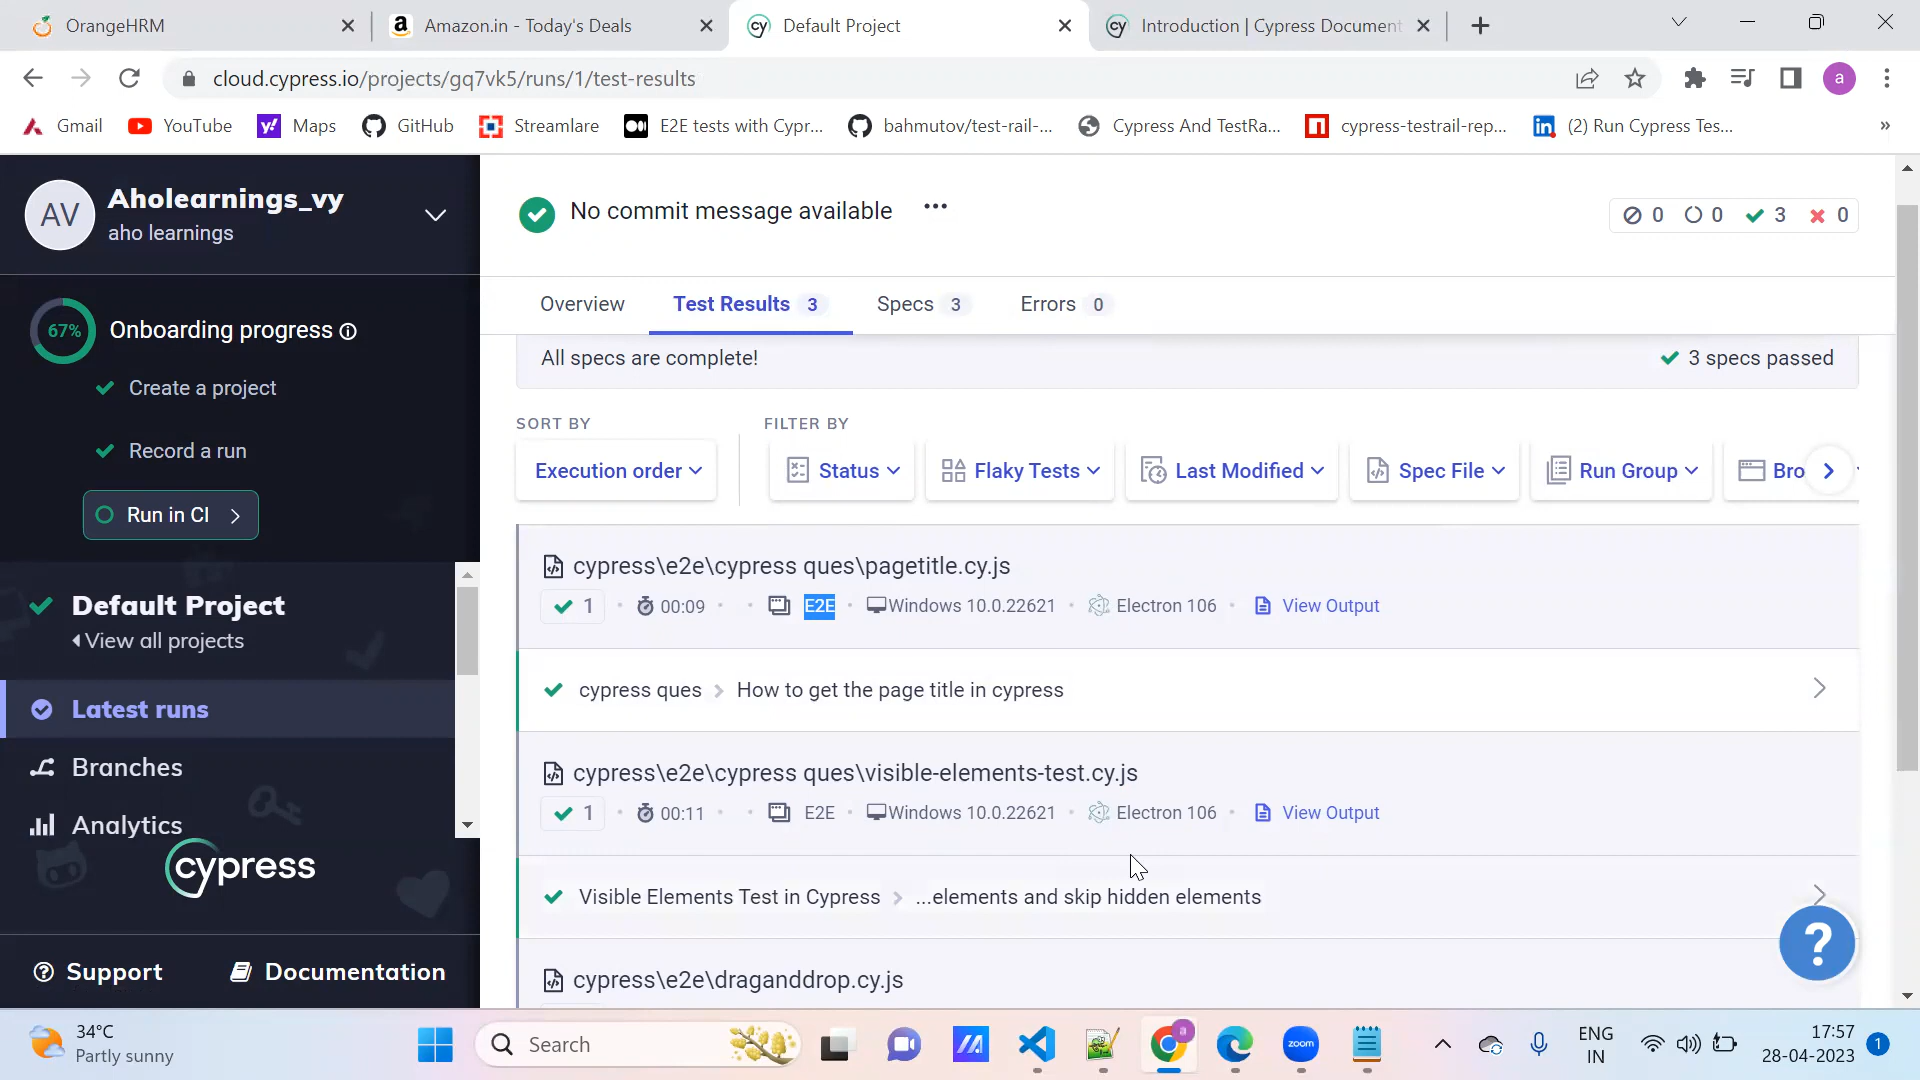 OrangeHRM
Amazon.in - Today's Deals
Default Project
Introduction | Cypress Document
cloud.cypress.io/projects/gq7vk5/runs/1/test-results
a
Gmail
YouTube
Maps
GitHub
Streamlare
E2E tests with Cypr...
bahmutov/test-rail-...
Cypress And TestRa...
cypress-testrail-rep...
(2) Run Cypress Tes...
»
AV
Aholearnings_vy
aho learnings
67%
Onboarding progress
Create a project
Record a run
Run in CI
Default Project
View all projects
Latest runs
Branches
Analytics
cypress
Support
Documentation
No commit message available
0 0 3 0
Overview
Test Results 3
Specs 3
Errors 0
All specs are complete!
3 specs passed
SORT BY
FILTER BY
Execution order
Status
Flaky Tests
Last Modified
Spec File
Run Group
Bro
cypress\e2e\cypress ques\pagetitle.cy.js
1 00:09 E2E Windows 10.0.22621 Electron 106 View Output
cypress ques > How to get the page title in cypress
cypress\e2e\cypress ques\visible-elements-test.cy.js
1 00:11 E2E Windows 10.0.22621 Electron 106 View Output
Visible Elements Test in Cypress > ...elements and skip hidden elements
cypress\e2e\draganddrop.cy.js
?
34°C
Partly sunny
Search
a
zoom
ENG
IN
17:57
28-04-2023
1